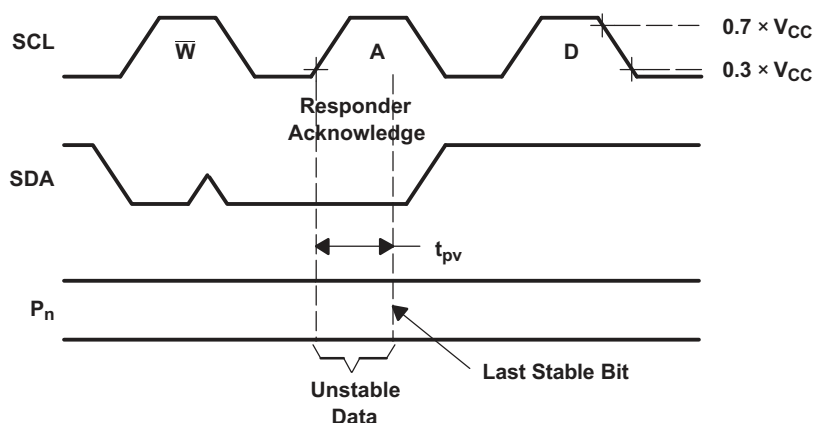 SCL
W̅
A
D
0.7 × VCC
0.3 × VCC
Responder
Acknowledge
SDA
tpv
Pn
Last Stable Bit
Unstable
Data